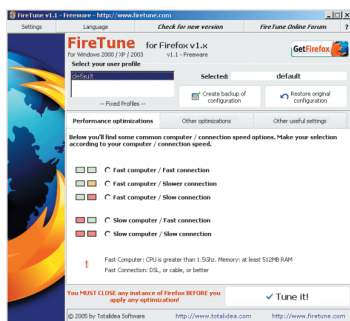 FireTune v1.1 - Freeware - http://www.firetune.com
Settings Language Check for new version FireTune Online Forum ?
FireTune for Firefox v1.x
for Windows 2000 / XP / 2003 v1.1 - Freeware
GetFirefox
Select your user profile
default
Selected: default
-- Fixed Profiles --
Create backup of configuration
Restore original configuration
Performance optimizations Other optimizations Other useful settings
Below you'll find some common computer / connection speed options. Make your selection
according to your computer / connection speed.
Fast computer / Fast connection
Fast computer / Slower connection
Fast computer / Slow connection
Slow computer / Fast connection
Slow computer / Slow connection
! Fast Computer: CPU is greater than 1.5Ghz. Memory: at least 512MB RAM
Fast Connection: DSL, or cable, or better
You MUST CLOSE any instance of Firefox BEFORE you
apply any optimization!
Tune it!
© 2005 by Totalidea Software http://www.totalidea.com http://www.firetune.com